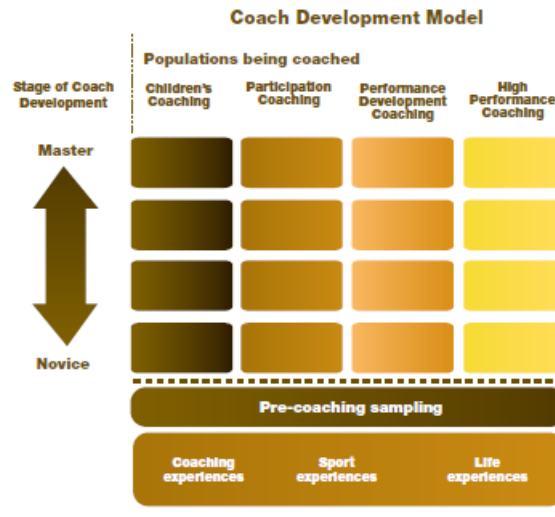 Coach Development Model
Populations being coached
Stage of Coach
Development
Children's
Coaching
Participation
Coaching
Performance
Development
Coaching
High
Performance
Coaching
Master
Novice
Pre-coaching sampling
Coaching
experiences
Sport
experiences
Life
experiences